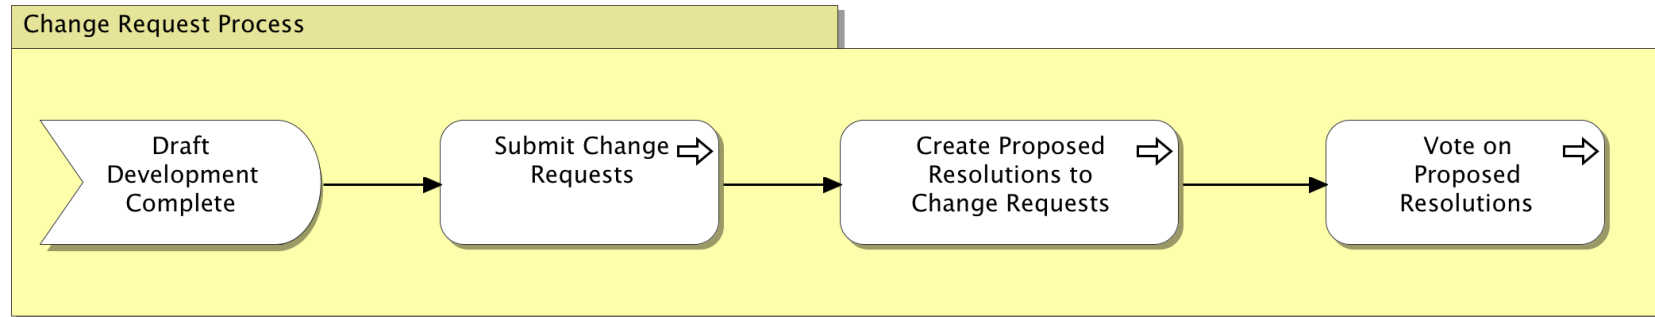 Change Request Process
Draft
Development
Complete
Submit Change
Requests
Create Proposed
Resolutions to
Change Requests
Vote on
Proposed
Resolutions